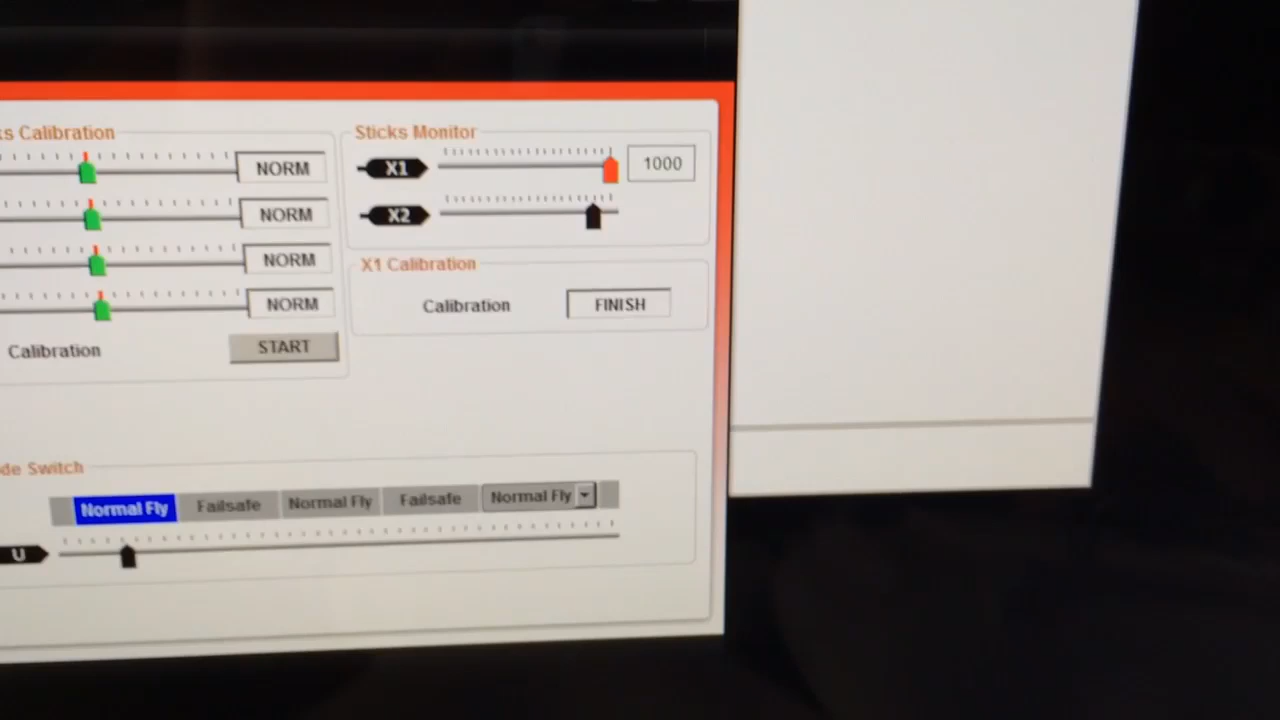 s Calibration
NORM
NORM
NORM
NORM
Calibration START
Sticks Monitor
X1 1000
X2
X1 Calibration
Calibration FINISH
de Switch
Normal Fly Failsafe Normal Fly Failsafe Normal Fly
U